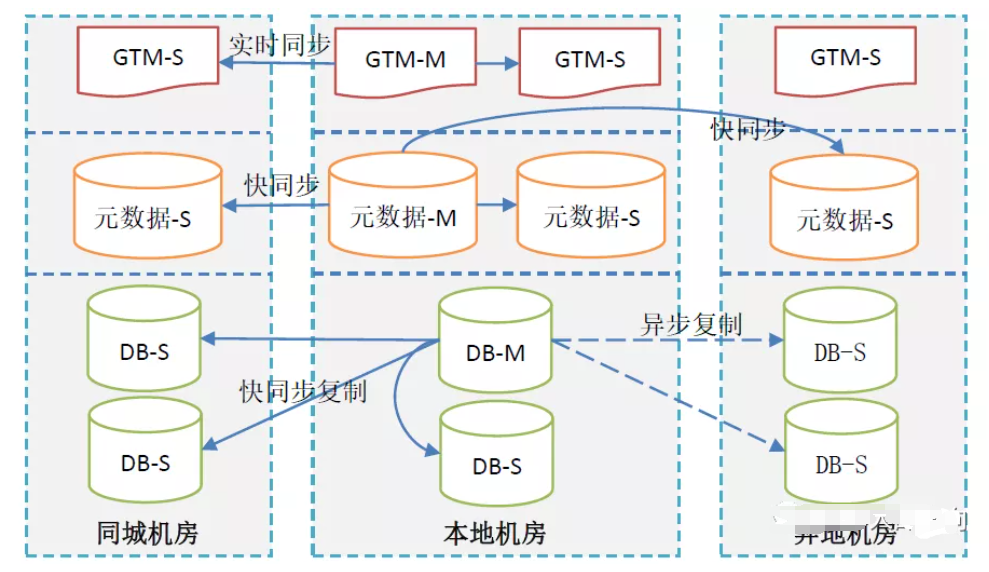 GTM-S
实时同步
GTM-M
GTM-S
GTM-S
快同步
元数据-S
快同步
元数据-M
元数据-S
元数据-S
DB-S
DB-M
异步复制
DB-S
快同步复制
DB-S
DB-S
DB-S
同城机房
本地机房
异地机房